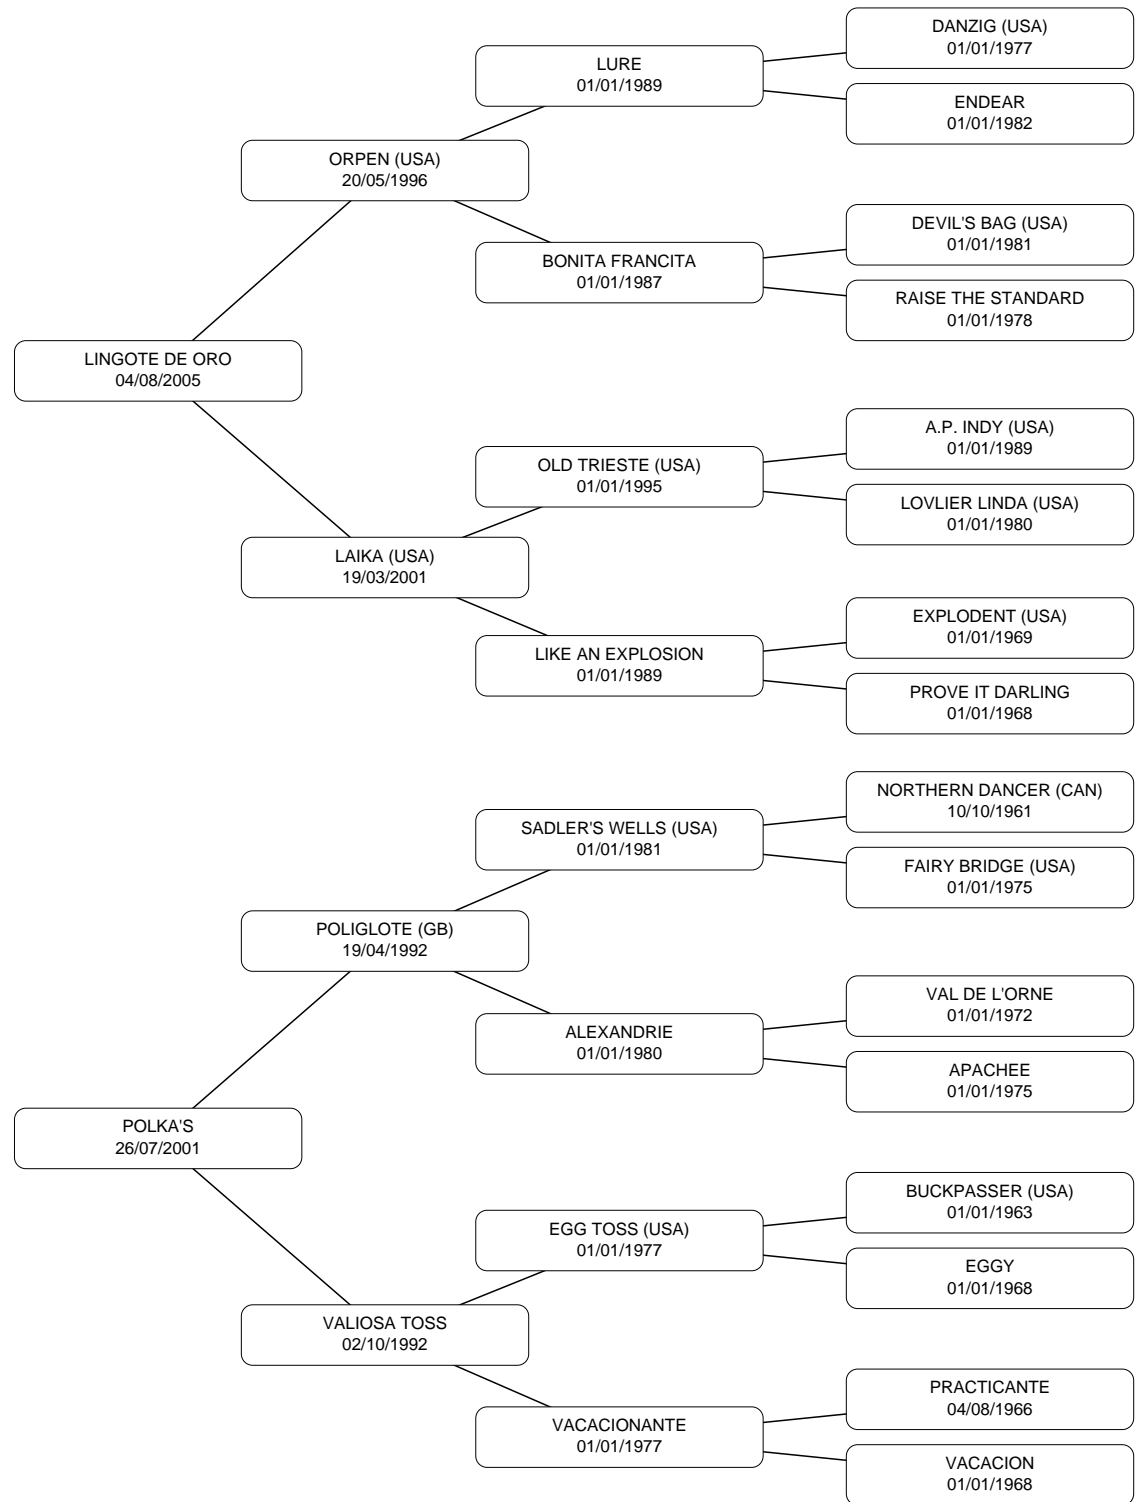 DANZIG (USA)
01/01/1977
LURE
01/01/1989
ENDEAR
01/01/1982
ORPEN (USA)
20/05/1996
DEVIL'S BAG (USA)
01/01/1981
BONITA FRANCITA
01/01/1987
RAISE THE STANDARD
01/01/1978
LINGOTE DE ORO
04/08/2005
A.P. INDY (USA)
01/01/1989
OLD TRIESTE (USA)
01/01/1995
LOVLIER LINDA (USA)
01/01/1980
LAIKA (USA)
19/03/2001
EXPLODENT (USA)
01/01/1969
LIKE AN EXPLOSION
01/01/1989
PROVE IT DARLING
01/01/1968
NORTHERN DANCER (CAN)
10/10/1961
SADLER'S WELLS (USA)
01/01/1981
FAIRY BRIDGE (USA)
01/01/1975
POLIGLOTE (GB)
19/04/1992
VAL DE L'ORNE
01/01/1972
ALEXANDRIE
01/01/1980
APACHEE
01/01/1975
POLKA'S
26/07/2001
BUCKPASSER (USA)
01/01/1963
EGG TOSS (USA)
01/01/1977
EGGY
01/01/1968
VALIOSA TOSS
02/10/1992
PRACTICANTE
04/08/1966
VACACIONANTE
01/01/1977
VACACION
01/01/1968